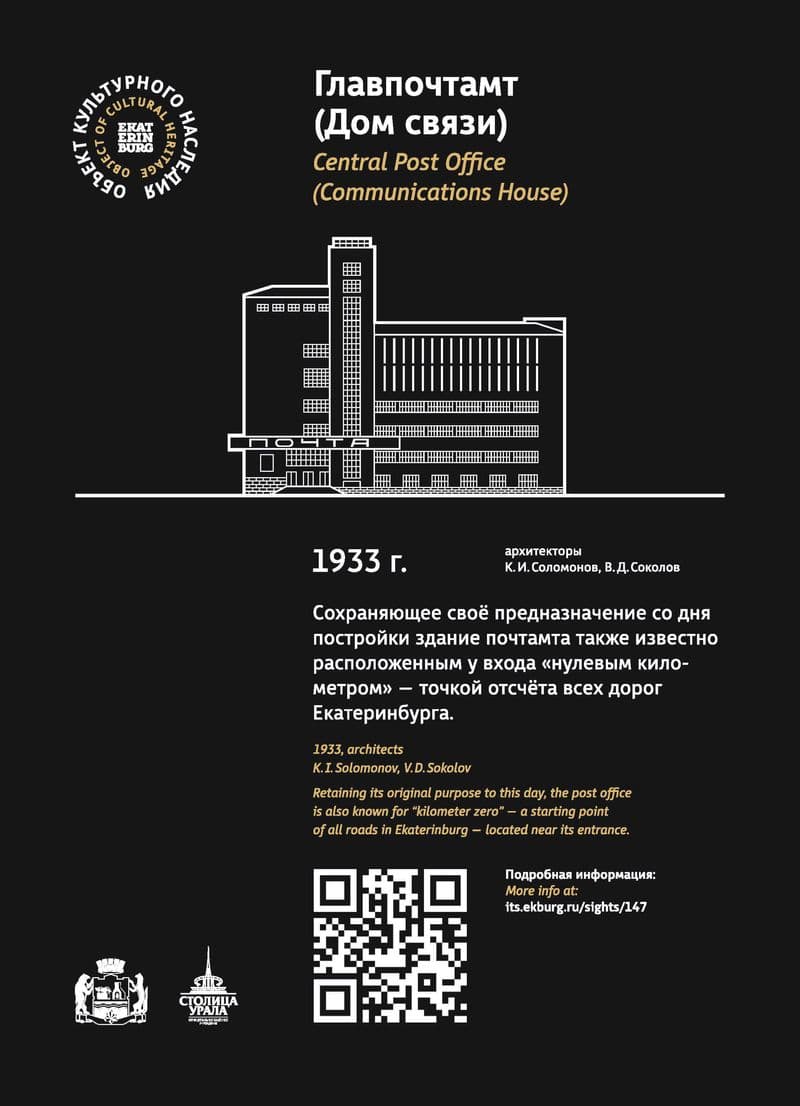 ОБЪЕКТ КУЛЬТУРНОГО НАСЛЕДИЯ
OBJECT OF CULTURAL HERITAGE
EKAT
ERIN
BURG
Главпочтамт
(Дом связи)
Central Post Office
(Communications House)
ПОЧТА
1933 г.
архитекторы
К. И. Соломонов, В. Д. Соколов
Сохраняющее своё предназначение со дня
постройки здание почтамта также известно
расположенным у входа «нулевым кило-
метром» — точкой отсчёта всех дорог
Екатеринбурга.
1933, architects
K. I. Solomonov, V. D. Sokolov
Retaining its original purpose to this day, the post office
is also known for “kilometer zero” — a starting point
of all roads in Ekaterinburg — located near its entrance.
Подробная информация:
More info at:
its.ekburg.ru/sights/147
СТОЛИЦА
УРАЛА